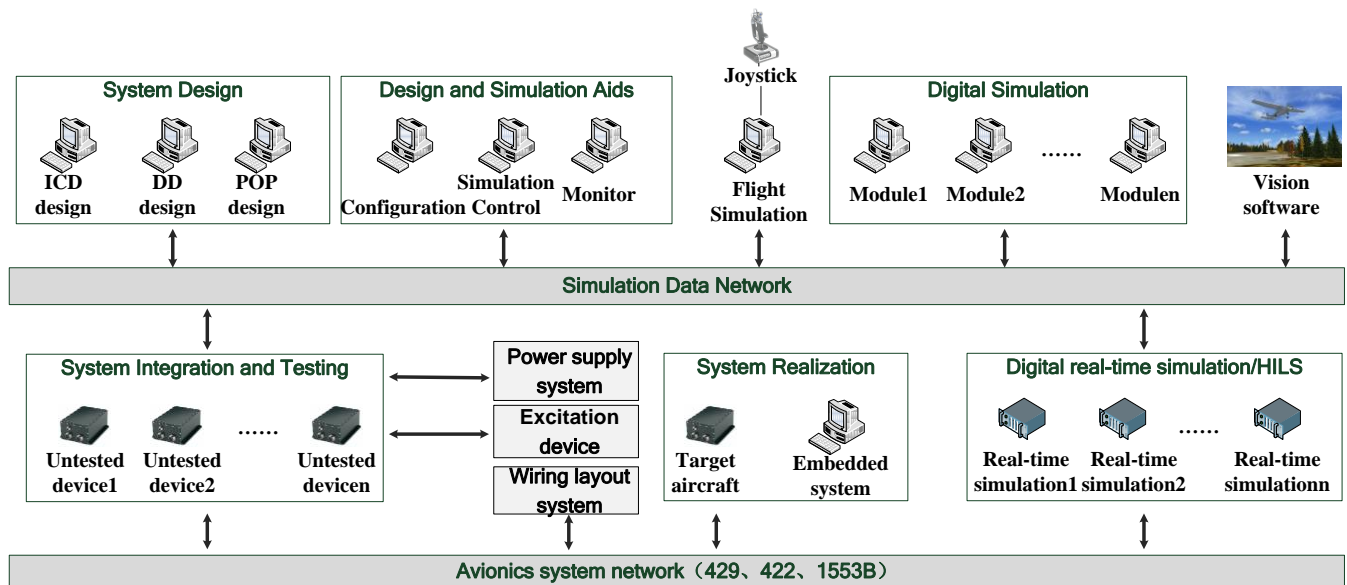 Joystick
System Design
Design and Simulation Aids
Digital Simulation
ICD
design
DD
design
POP
design
Configuration
Simulation
Control
Monitor
Flight
Simulation
Module1
Module2
……
Modulen
Vision
software
Simulation Data Network
System Integration and Testing
Untested
device1
Untested
device2
……
Untested
devicen
Power supply
system
Excitation
device
Wiring layout
system
System Realization
Target
aircraft
Embedded
system
Digital real-time simulation/HILS
Real-time
simulation1
Real-time
simulation2
……
Real-time
simulationn
Avionics system network（429、422、1553B）